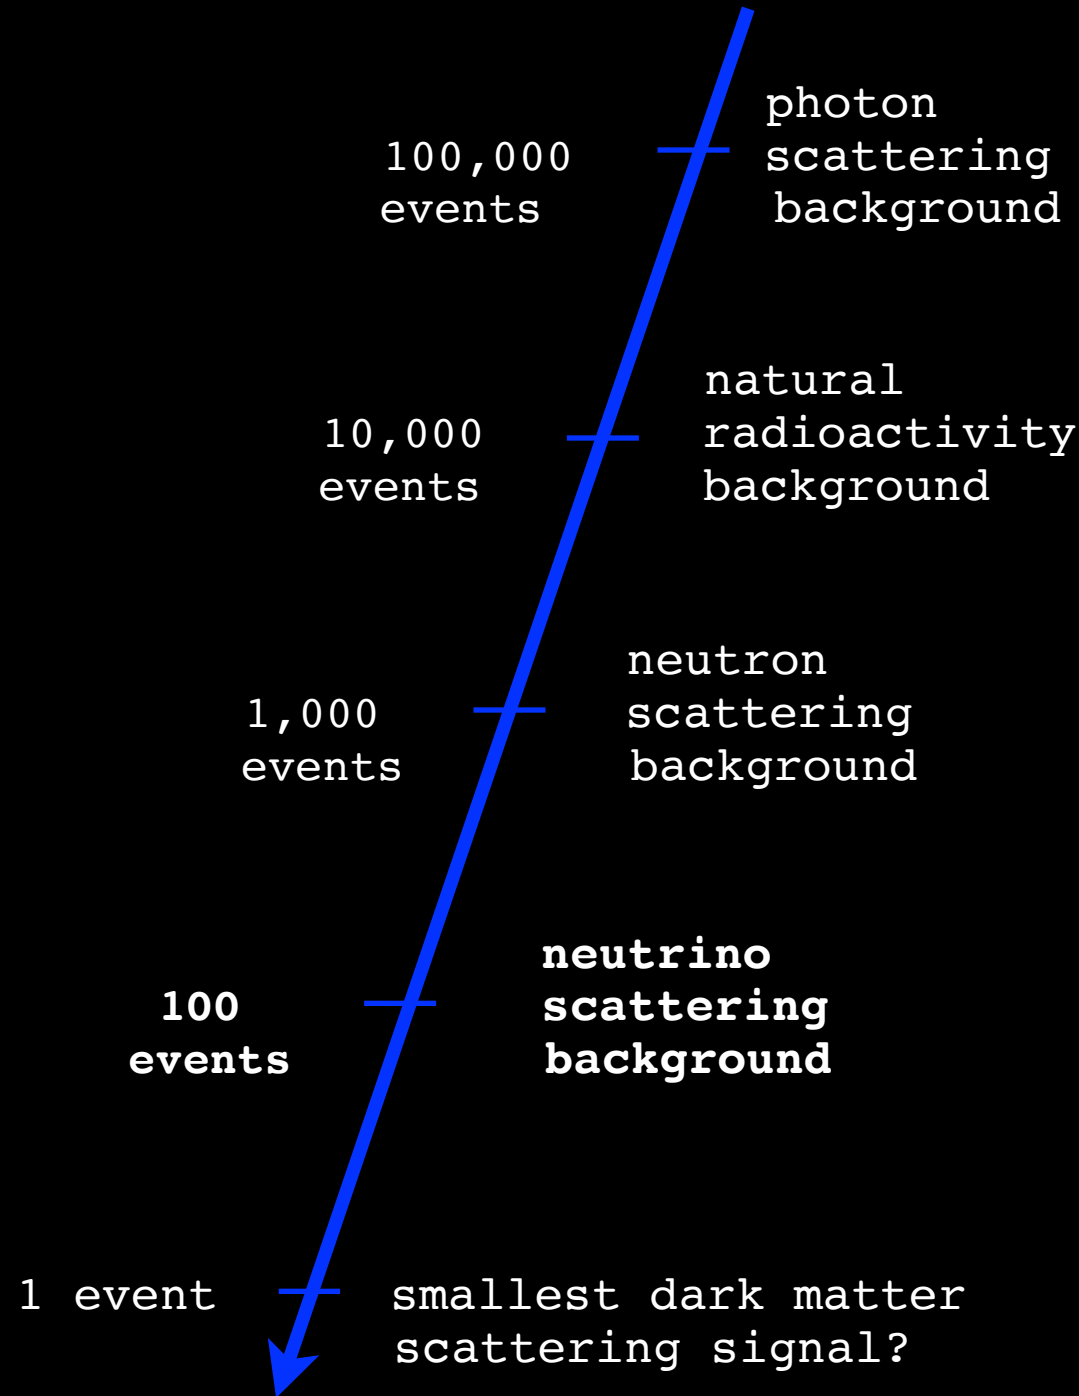 100,000
events
photon
scattering
background
10,000
events
natural
radioactivity
background
1,000
events
neutron
scattering
background
100
events
neutrino
scattering
background
1 event
smallest dark matter
scattering signal?